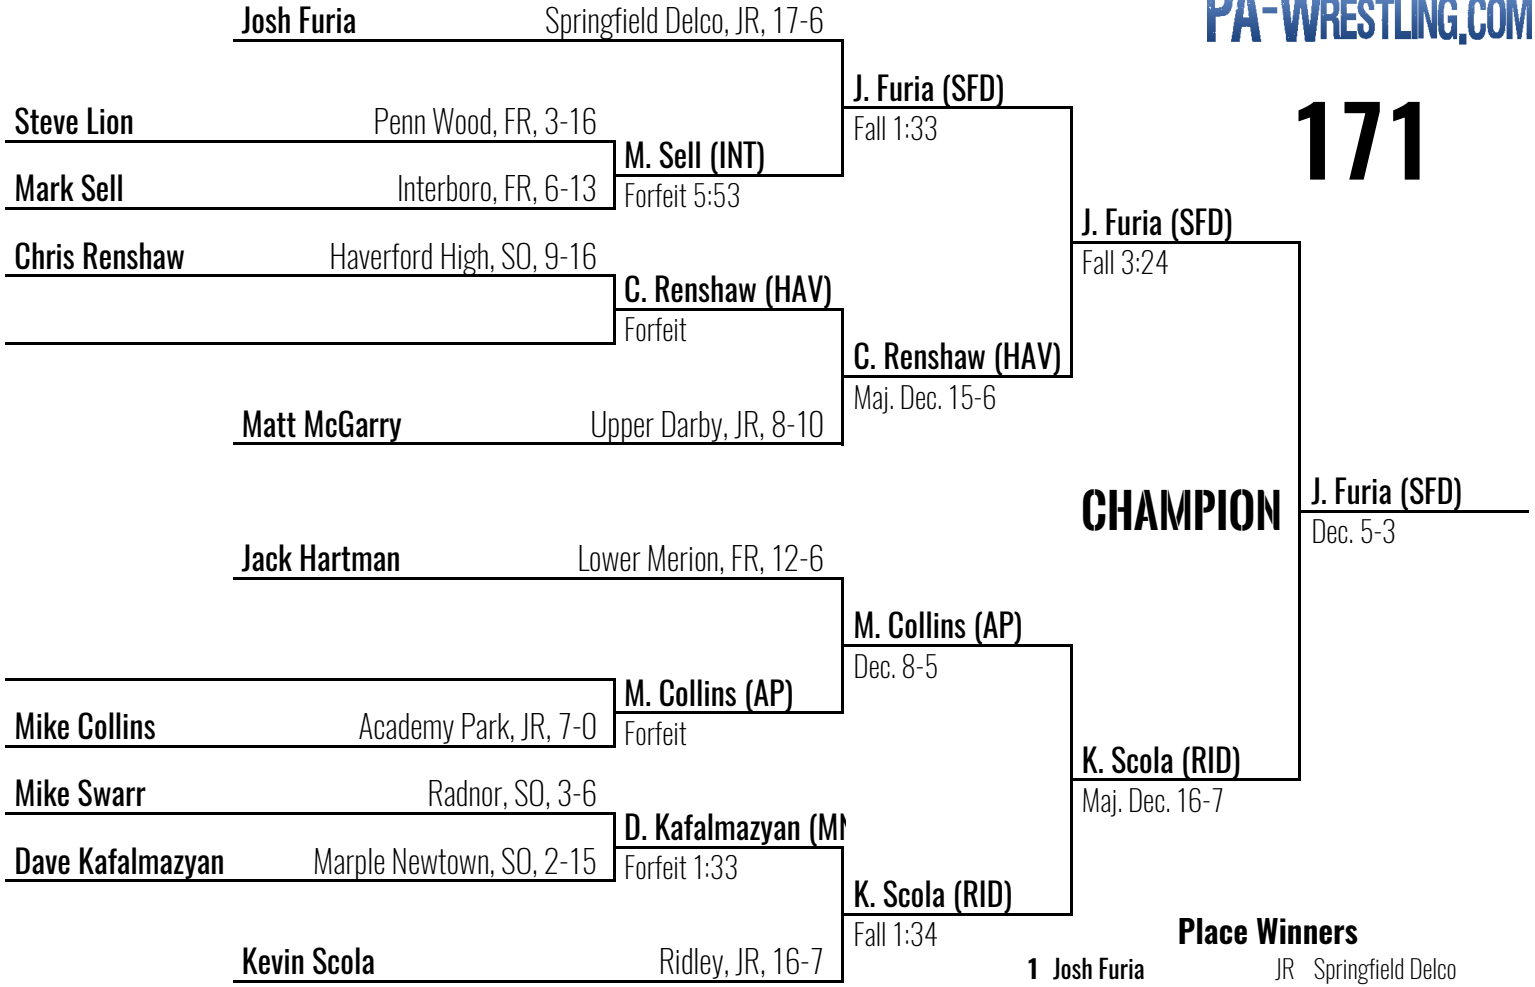 PA-WRESTLING.COM
171
Josh Furia Springfield Delco, JR, 17-6
Steve Lion Penn Wood, FR, 3-16
Mark Sell Interboro, FR, 6-13
Chris Renshaw Haverford High, SO, 9-16
Matt McGarry Upper Darby, JR, 8-10
Jack Hartman Lower Merion, FR, 12-6
Mike Collins Academy Park, JR, 7-0
Mike Swarr Radnor, SO, 3-6
Dave Kafalmazyan Marple Newtown, SO, 2-15
Kevin Scola Ridley, JR, 16-7
M. Sell (INT)
Forfeit 5:53
C. Renshaw (HAV)
Forfeit
M. Collins (AP)
Forfeit
D. Kafalmazyan (MN
Forfeit 1:33
J. Furia (SFD)
Fall 1:33
C. Renshaw (HAV)
Maj. Dec. 15-6
M. Collins (AP)
Dec. 8-5
K. Scola (RID)
Fall 1:34
J. Furia (SFD)
Fall 3:24
K. Scola (RID)
Maj. Dec. 16-7
CHAMPION
J. Furia (SFD)
Dec. 5-3
Place Winners
1 Josh Furia JR Springfield Delco